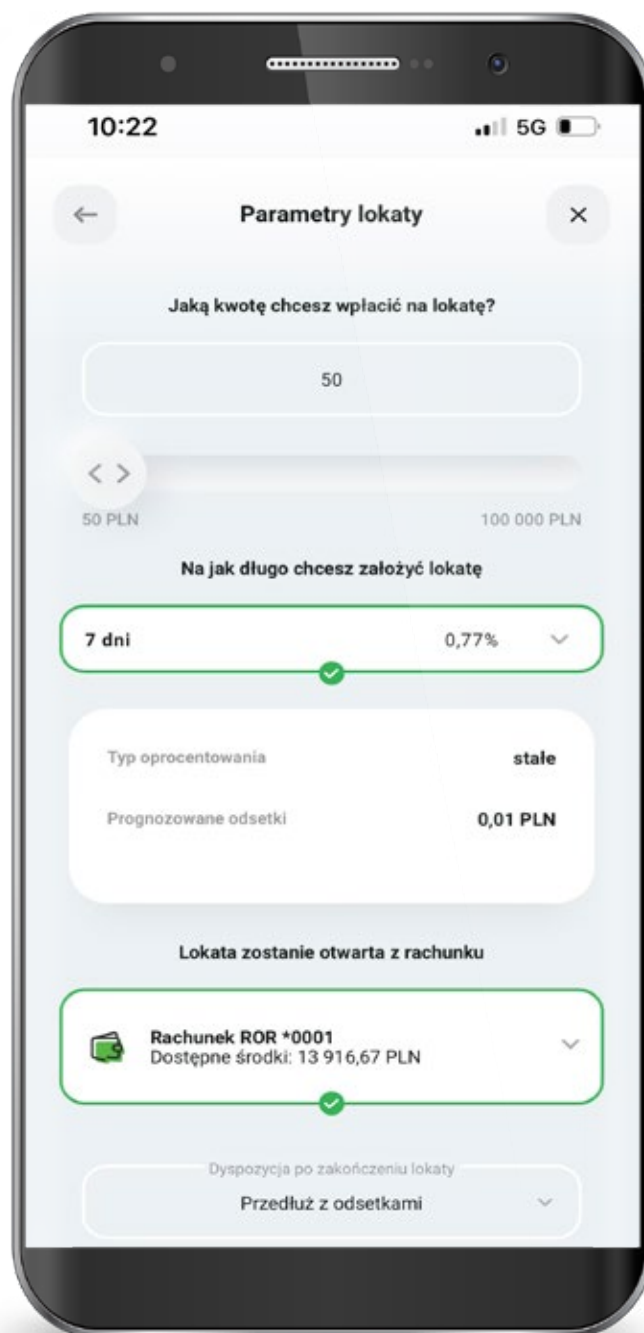 10:22
5G
Parametry lokaty
Jaką kwotę chcesz wpłacić na lokatę?
50
50 PLN
100 000 PLN
Na jak długo chcesz założyć lokatę
7 dni
0,77%
Typ oprocentowania
stałe
Prognozowane odsetki
0,01 PLN
Lokata zostanie otwarta z rachunku
Rachunek ROR *0001
Dostępne środki: 13 916,67 PLN
Dyspozycja po zakończeniu lokaty
Przedłuż z odsetkami